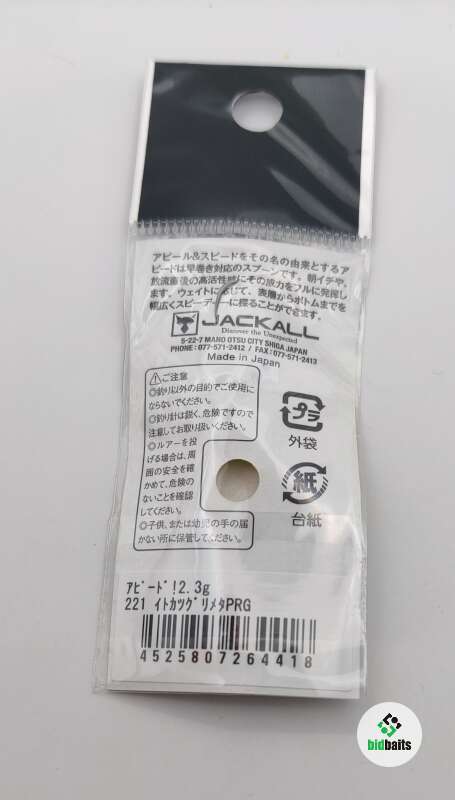 アピール&スピードをその名の由来とするア
ピードは早巻き対応のスプーンです。朝イチや、
放流直後の高活性時にその威力をフルに発揮し
ます。ウェイトに応じて、表層からボトムまでを
幅広くスピーディーに探ることができます。
JACKALL
Discover the Unexpected
5-22-7 MANO OTSU CITY SHIGA JAPAN
PHONE:077-571-2412 / FAX:077-571-2413
Made in Japan
⚠ご注意
◎釣り以外の目的でご使用に
ならないでください。
◎釣り針は鋭く、危険ですので
注意してお取り扱いください。
◎ルアーを投
げる場合は、周
囲の安全を確
かめて、危険の
ないことを確認
してください。
◎子供、または幼児の手の届
かない所に保管してください。
プラ
外袋
紙
台紙
アピード!2.3g
221 イトカツグリメタPRG
4525807264418
bidbaits